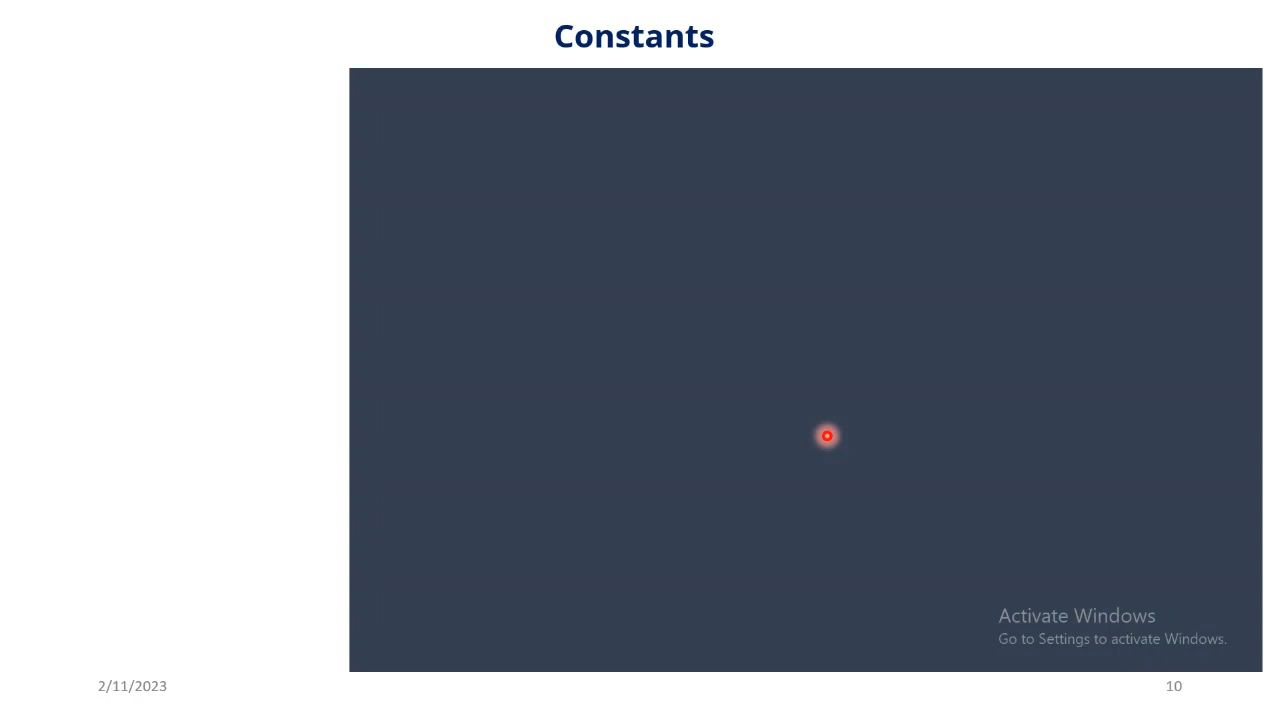 Constants
Activate Windows
Go to Settings to activate Windows.
2/11/2023
10